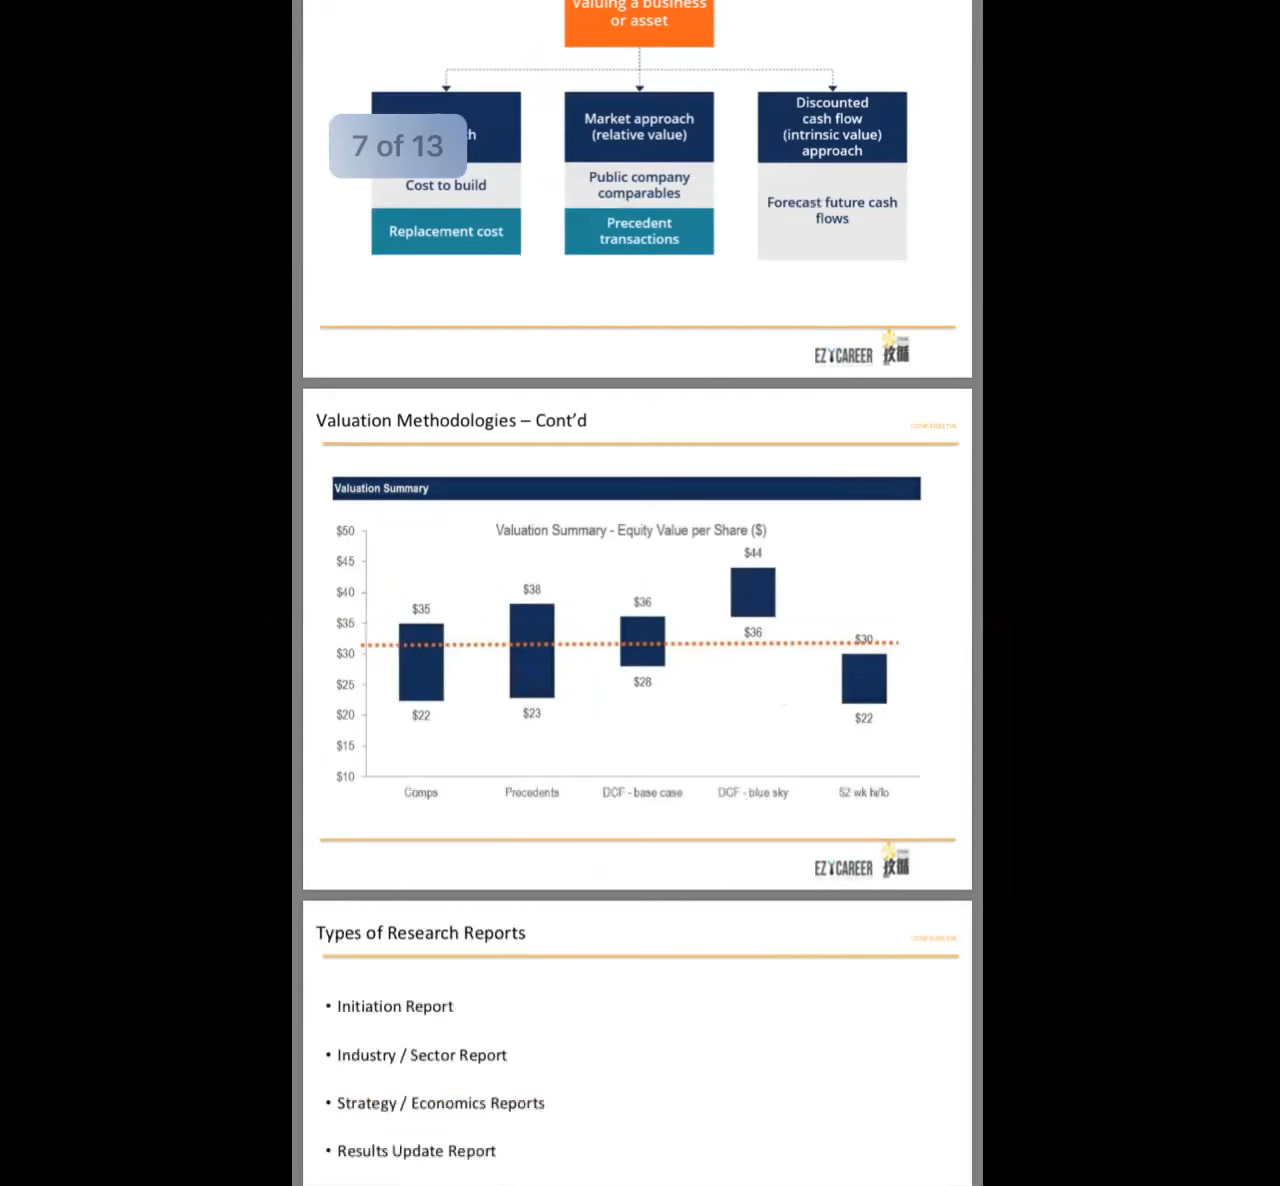 Valuing a business
or asset
7 of 13
h
Cost to build
Replacement cost
Market approach
(relative value)
Public company
comparables
Precedent
transactions
Discounted
cash flow
(intrinsic value)
approach
Forecast future cash
flows
EZYCAREER
Valuation Methodologies – Cont'd
CONFIDENTIAL
Valuation Summary
Valuation Summary - Equity Value per Share ($)
$50
$45
$40
$35
$30
$25
$20
$15
$10
$35
$22
$38
$23
$36
$28
$44
$36
$30
$22
Comps
Precedents
DCF - base case
DCF - blue sky
52 wk hi/lo
EZYCAREER
Types of Research Reports
CONFIDENTIAL
• Initiation Report
• Industry / Sector Report
• Strategy / Economics Reports
• Results Update Report